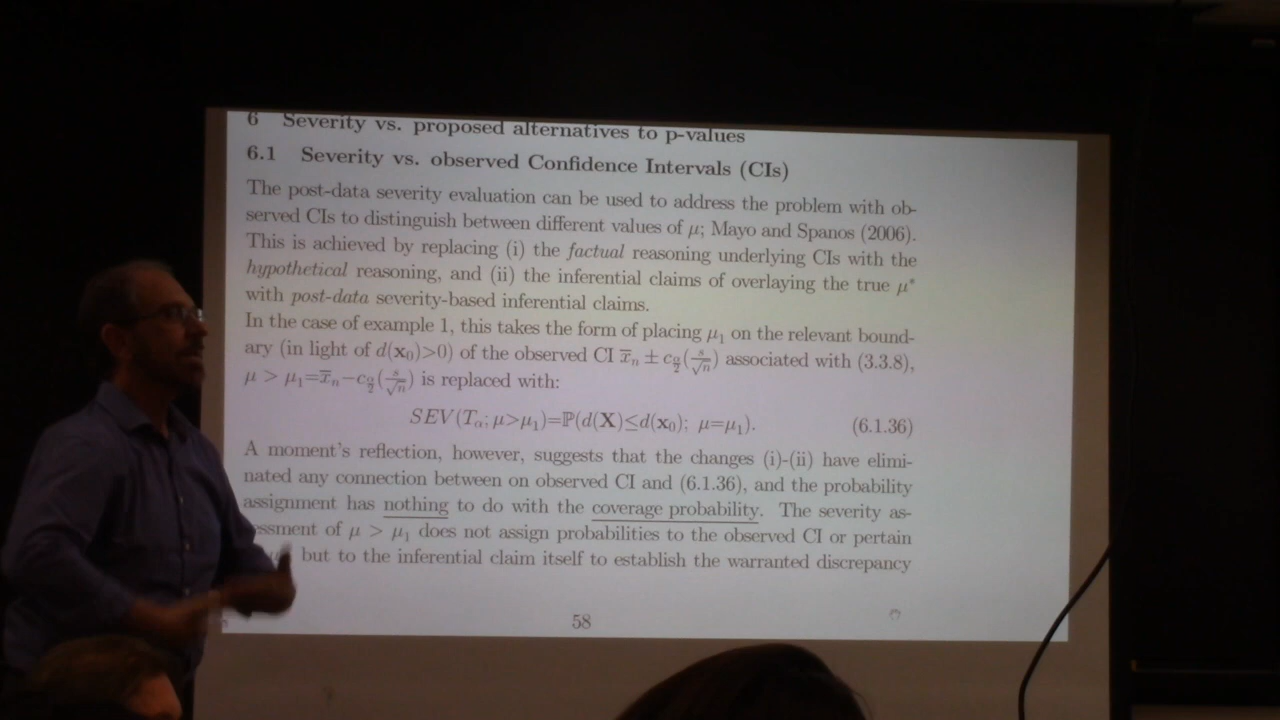 6 Severity vs. proposed alternatives to p-values
6.1 Severity vs. observed Confidence Intervals (CIs)
The post-data severity evaluation can be used to address the problem with ob-
served CIs to distinguish between different values of μ; Mayo and Spanos (2006).
This is achieved by replacing (i) the factual reasoning underlying CIs with the
hypothetical reasoning, and (ii) the inferential claims of overlaying the true μ*
with post-data severity-based inferential claims.
In the case of example 1, this takes the form of placing μ₁ on the relevant bound-
ary (in light of d(x₀)>0) of the observed CI x̄ₙ ± c_{α/2}(s/√n) associated with (3.3.8),
μ > μ₁=x̄ₙ−c_{α/2}(s/√n) is replaced with:
SEV(Tα; μ>μ₁)=ℙ(d(X)≤d(x₀); μ=μ₁). (6.1.36)
A moment's reflection, however, suggests that the changes (i)-(ii) have elimi-
nated any connection between on observed CI and (6.1.36), and the probability
assignment has nothing to do with the coverage probability. The severity as-
sessment of μ > μ₁ does not assign probabilities to the observed CI or pertain
but to the inferential claim itself to establish the warranted discrepancy
58